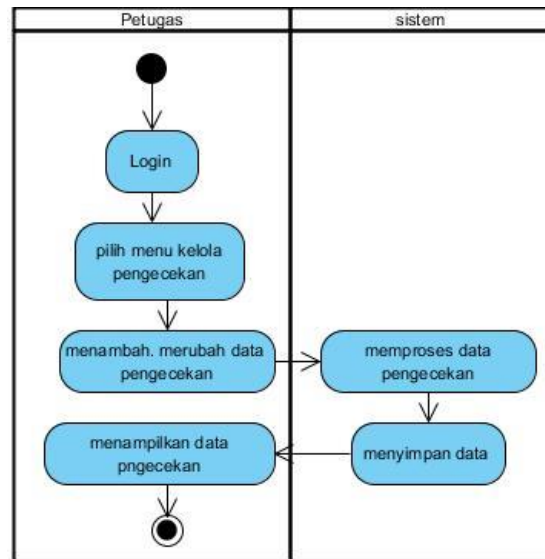 Petugas
sistem
Login
pilih menu kelola
pengecekan
menambah. merubah data
pengecekan
memproses data
pengecekan
menyimpan data
menampilkan data
pngecekan